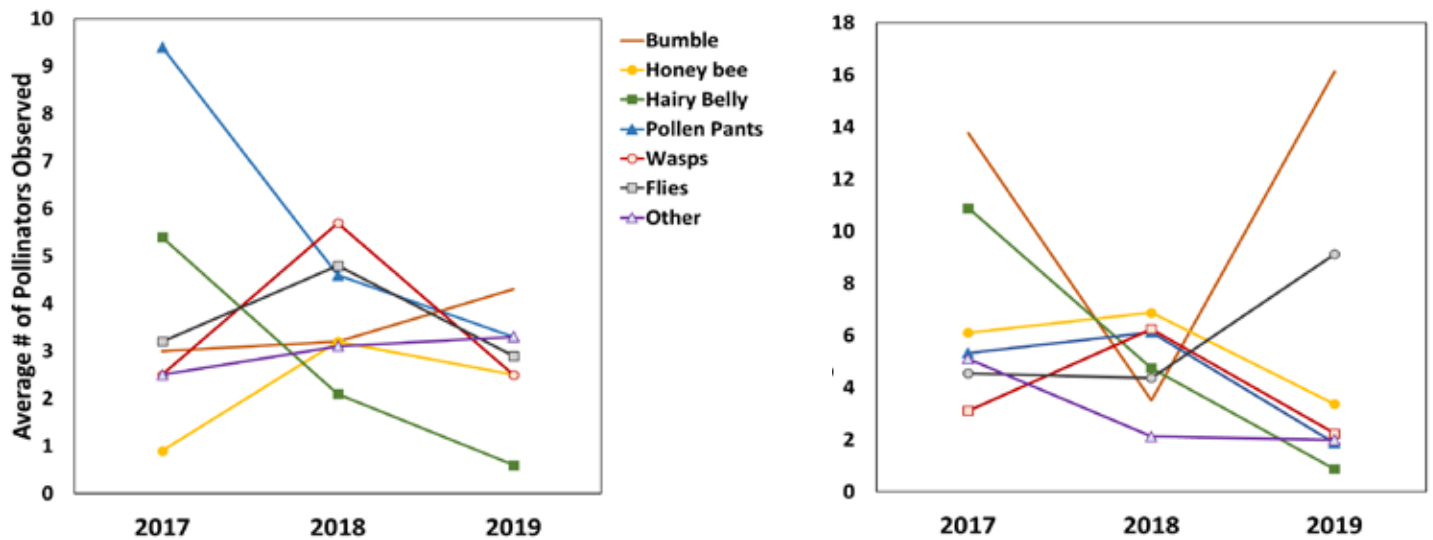 Average # of Pollinators Observed
10
9
8
7
6
5
4
3
2
1
0
2017 2018 2019
Bumble
Honey bee
Hairy Belly
Pollen Pants
Wasps
Flies
Other
18
16
14
12
10
8
6
4
2
0
2017 2018 2019